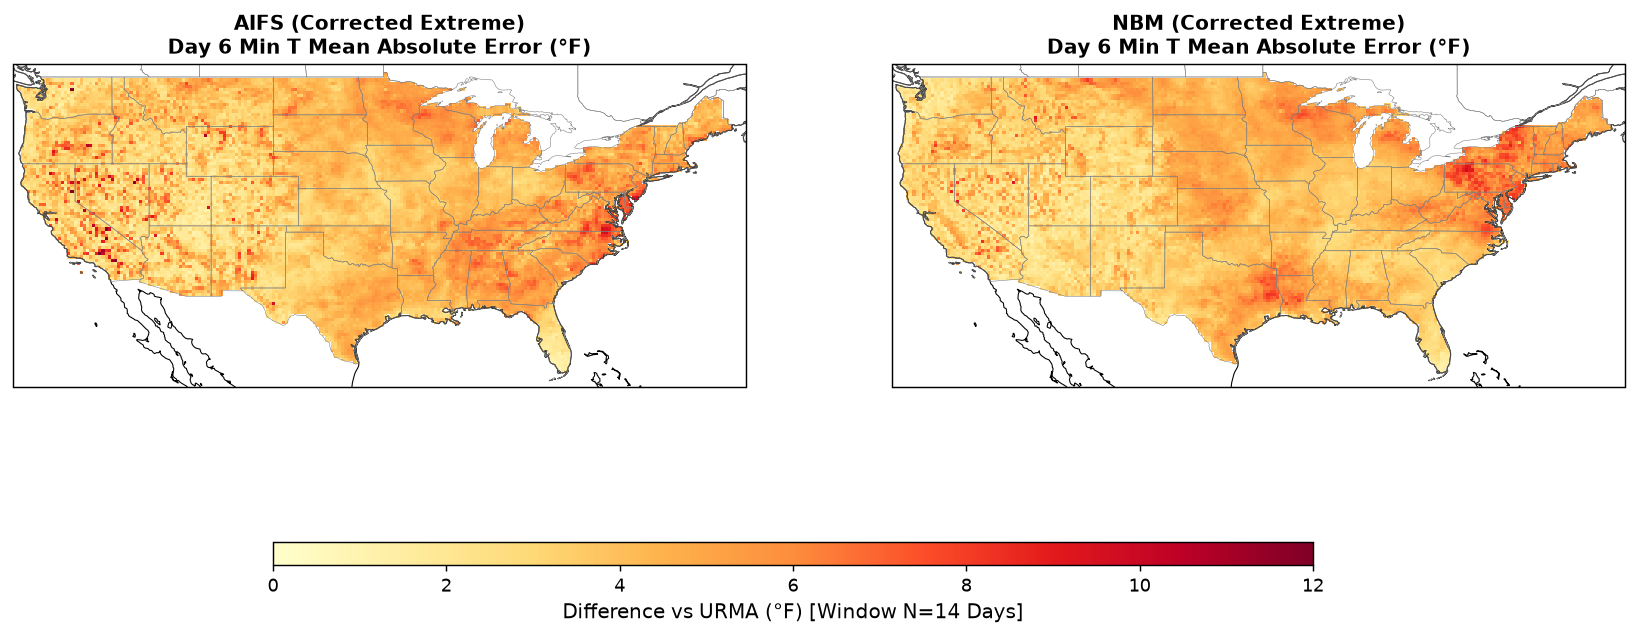 AIFS (Corrected Extreme)
Day 6 Min T Mean Absolute Error (°F)
NBM (Corrected Extreme)
Day 6 Min T Mean Absolute Error (°F)
0 2 4 6 8 10 12
Difference vs URMA (°F) [Window N=14 Days]